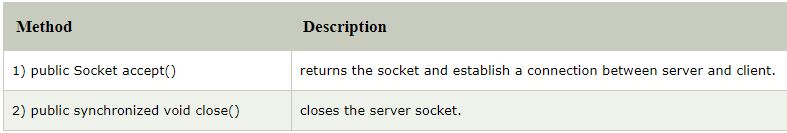 Method Description
1) public Socket accept() returns the socket and establish a connection between server and client.
2) public synchronized void close() closes the server socket.